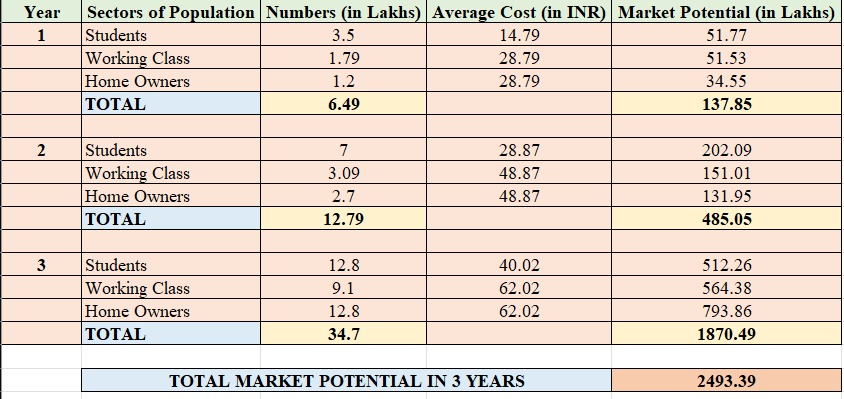 Year Sectors of Population Numbers (in Lakhs) Average Cost (in INR) Market Potential (in Lakhs)
1 Students 3.5 14.79 51.77
Working Class 1.79 28.79 51.53
Home Owners 1.2 28.79 34.55
TOTAL 6.49 137.85
2 Students 7 28.87 202.09
Working Class 3.09 48.87 151.01
Home Owners 2.7 48.87 131.95
TOTAL 12.79 485.05
3 Students 12.8 40.02 512.26
Working Class 9.1 62.02 564.38
Home Owners 12.8 62.02 793.86
TOTAL 34.7 1870.49
TOTAL MARKET POTENTIAL IN 3 YEARS 2493.39